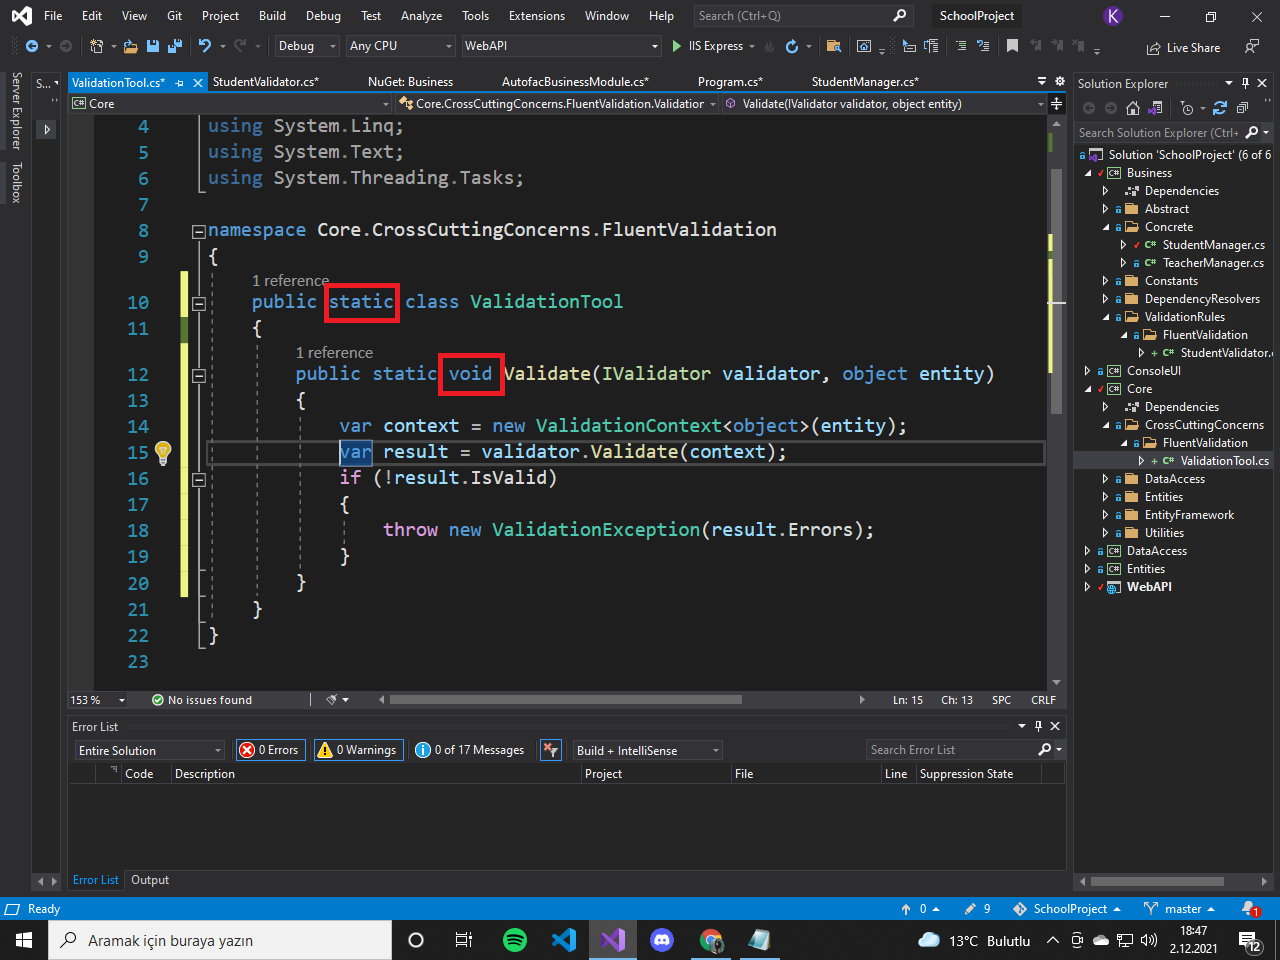 File Edit View Git Project Build Debug Test Analyze Tools Extensions Window Help Search (Ctrl+Q) SchoolProject K
Debug Any CPU WebAPI IIS Express Live Share
Server Explorer
Toolbox
S...
ValidationTool.cs* StudentValidator.cs* NuGet: Business AutofacBusinessModule.cs* Program.cs* StudentManager.cs*
Core Core.CrossCuttingConcerns.FluentValidation.Validation Validate(IValidator validator, object entity)
4 using System.Linq;
5 using System.Text;
6 using System.Threading.Tasks;
7
8 namespace Core.CrossCuttingConcerns.FluentValidation
9 {
1 reference
10 public static class ValidationTool
11 {
1 reference
12 public static void Validate(IValidator validator, object entity)
13 {
14 var context = new ValidationContext<object>(entity);
15 var result = validator.Validate(context);
16 if (!result.IsValid)
17 {
18 throw new ValidationException(result.Errors);
19 }
20 }
21 }
22 }
23
153 % No issues found Ln: 15 Ch: 13 SPC CRLF
Error List
Entire Solution 0 Errors 0 Warnings 0 of 17 Messages Build + IntelliSense Search Error List
Code Description Project File Line Suppression State
Error List Output
Solution Explorer
Search Solution Explorer (Ctrl+
Solution 'SchoolProject' (6 of 6
C# Business
Dependencies
Abstract
Concrete
C# StudentManager.cs
C# TeacherManager.cs
Constants
DependencyResolvers
ValidationRules
FluentValidation
C# StudentValidator.
C# ConsoleUI
C# Core
Dependencies
CrossCuttingConcerns
FluentValidation
C# ValidationTool.cs
DataAccess
Entities
EntityFramework
Utilities
C# DataAccess
C# Entities
WebAPI
Ready 0 9 SchoolProject master 1
Aramak için buraya yazın 13°C Bulutlu 18:47
2.12.2021
12